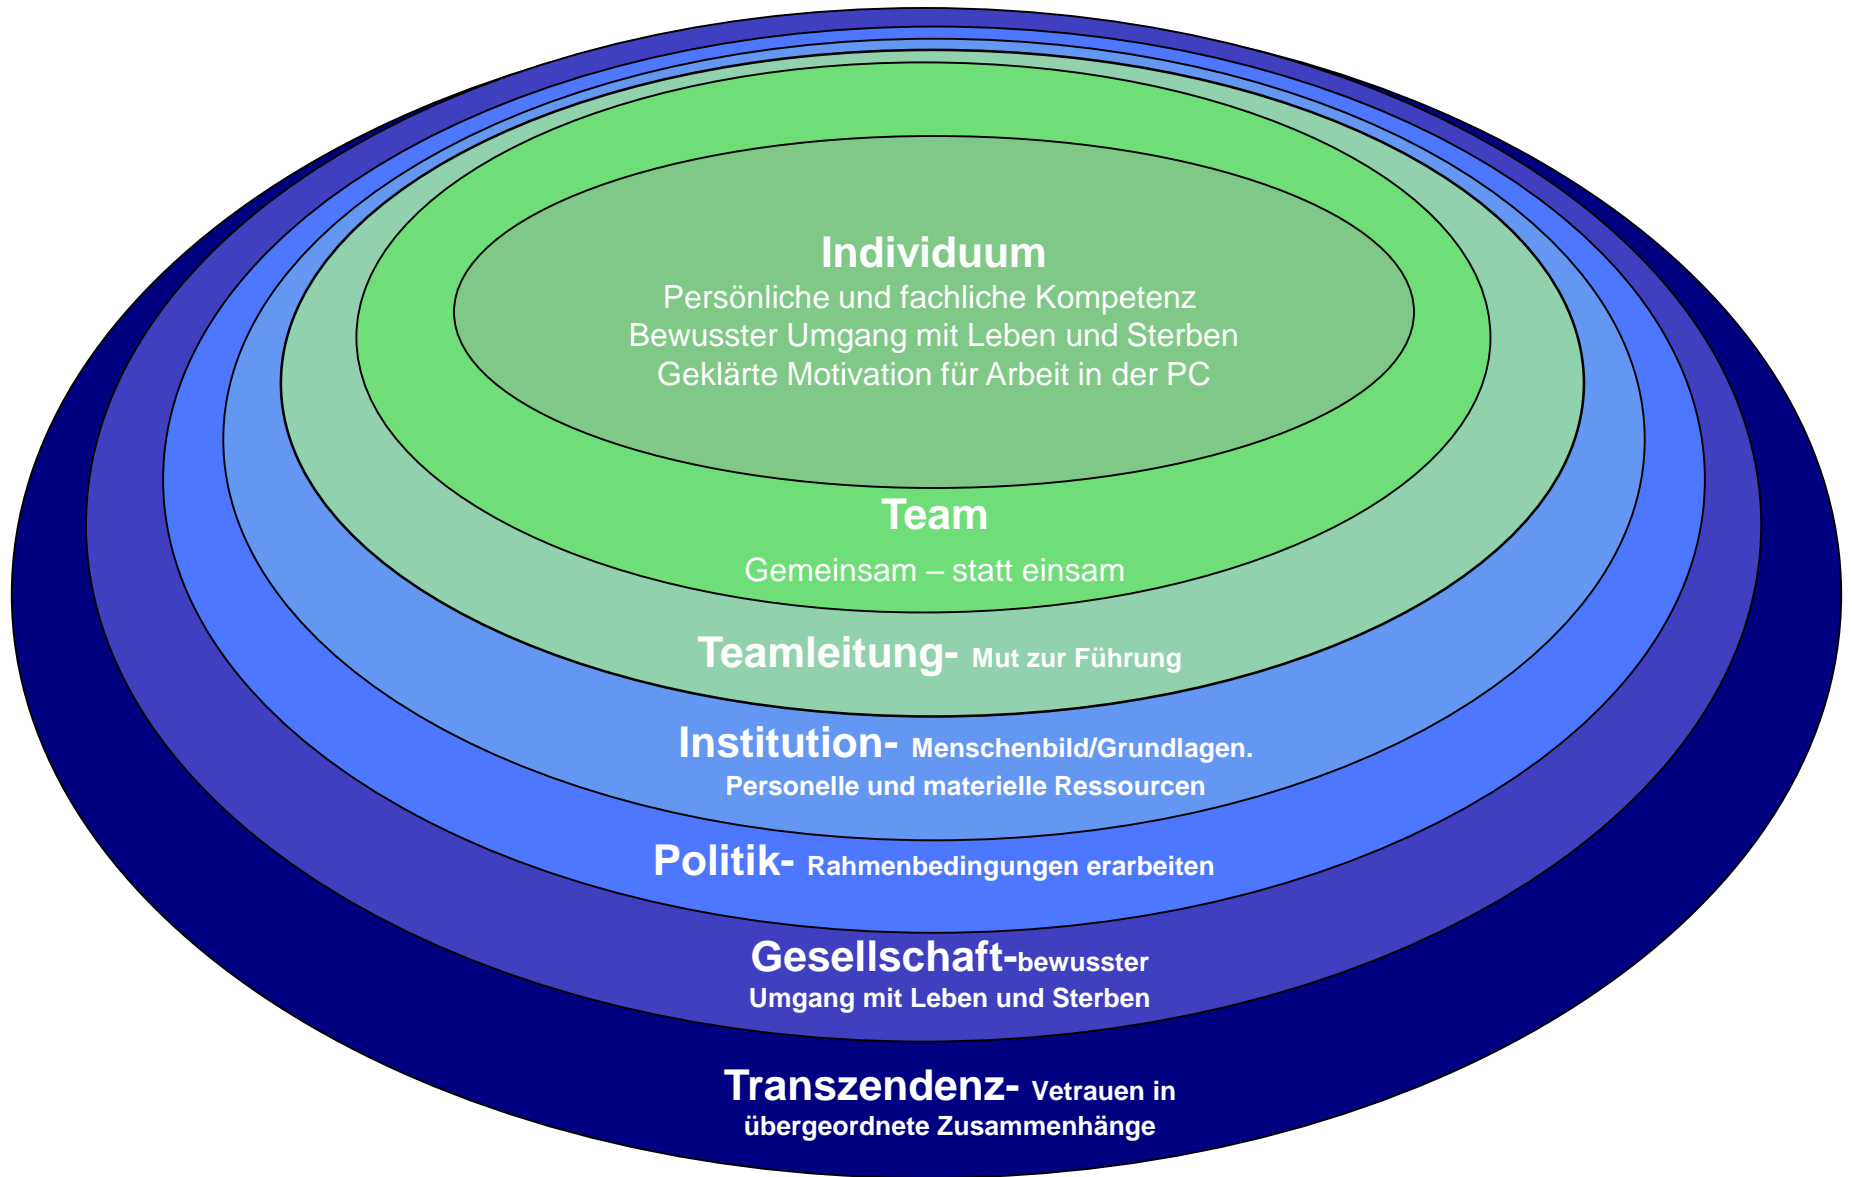 Individuum
Persönliche und fachliche Kompetenz
Bewusster Umgang mit Leben und Sterben
Geklärte Motivation für Arbeit in der PC
Team
Gemeinsam – statt einsam
Teamleitung- Mut zur Führung
Institution- Menschenbild/Grundlagen.
Personelle und materielle Ressourcen
Politik- Rahmenbedingungen erarbeiten
Gesellschaft-bewusster
Umgang mit Leben und Sterben
Transzendenz- Vetrauen in
übergeordnete Zusammenhänge